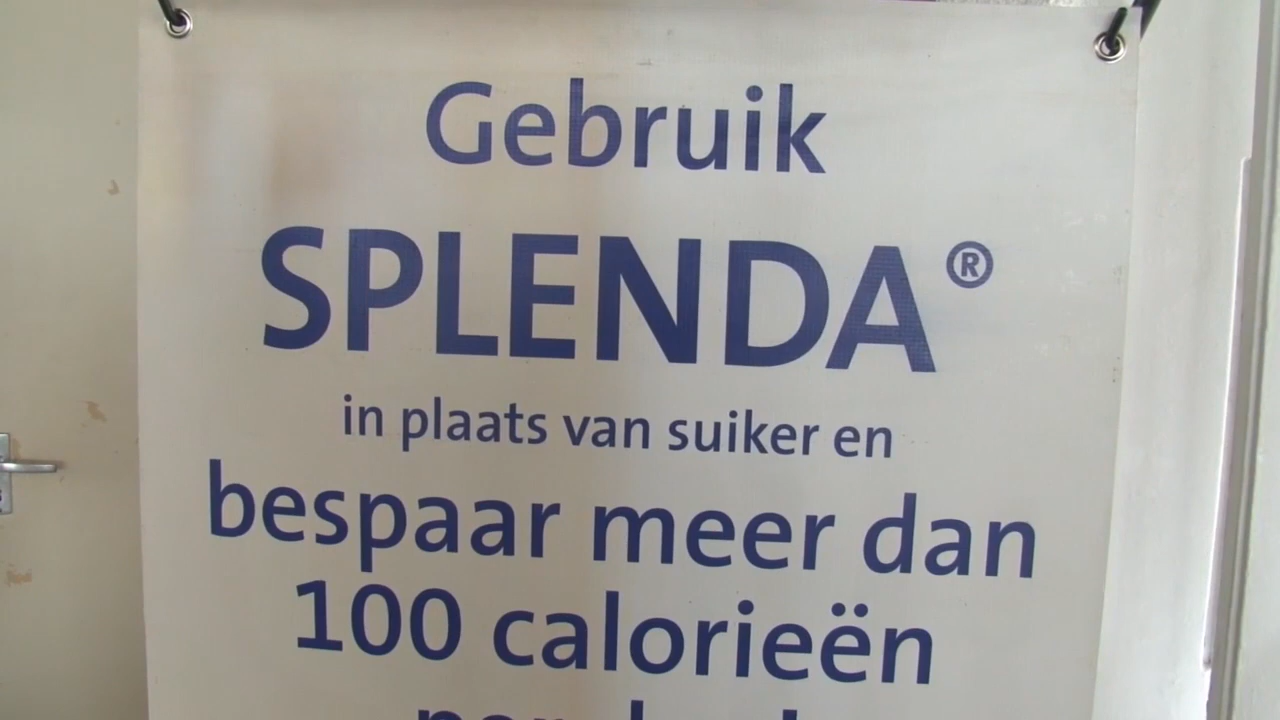 Gebruik
SPLENDA®
in plaats van suiker en
bespaar meer dan
100 calorieën